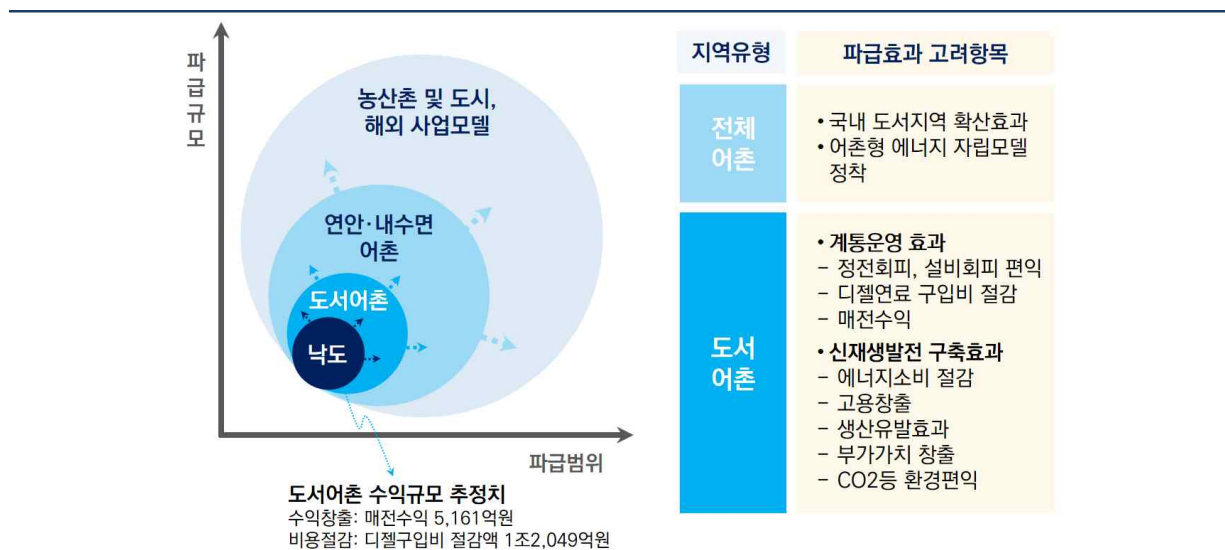 파급규모
농산촌 및 도시,
해외 사업모델
연안·내수면
어촌
도서어촌
낙도
파급범위
도서어촌 수익규모 추정치
수익창출: 매전수익 5,161억원
비용절감: 디젤구입비 절감액 1조2,049억원
지역유형
파급효과 고려항목
전체
어촌
• 국내 도서지역 확산효과
• 어촌형 에너지 자립모델
정착
도서
어촌
• 계통운영 효과
– 정전회피, 설비회피 편익
– 디젤연료 구입비 절감
– 매전수익
• 신재생발전 구축효과
– 에너지소비 절감
– 고용창출
– 생산유발효과
– 부가가치 창출
– CO2등 환경편익